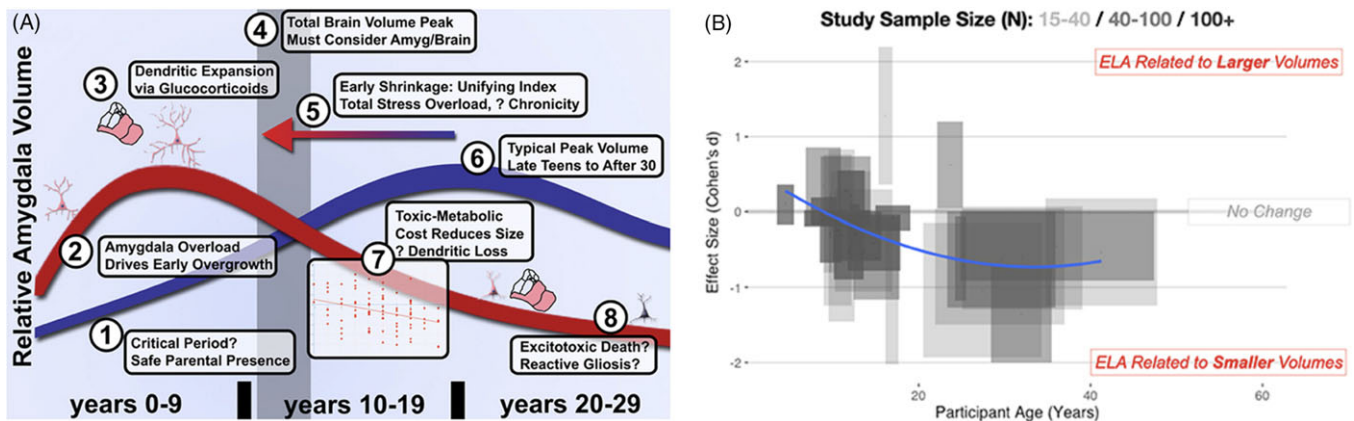 (A)
Relative Amygdala Volume
4
Total Brain Volume Peak
Must Consider Amyg/Brain
3
Dendritic Expansion
via Glucocorticoids
5
Early Shrinkage: Unifying Index
Total Stress Overload, ? Chronicity
6
Typical Peak Volume
Late Teens to After 30
2
Amygdala Overload
Drives Early Overgrowth
7
Toxic-Metabolic
Cost Reduces Size
? Dendritic Loss
1
Critical Period?
Safe Parental Presence
8
Excitotoxic Death?
Reactive Gliosis?
years 0-9
years 10-19
years 20-29
(B)
Study Sample Size (N): 15-40 / 40-100 / 100+
ELA Related to Larger Volumes
No Change
ELA Related to Smaller Volumes
Effect Size (Cohen's d)
2
1
0
-1
-2
20
40
60
Participant Age (Years)